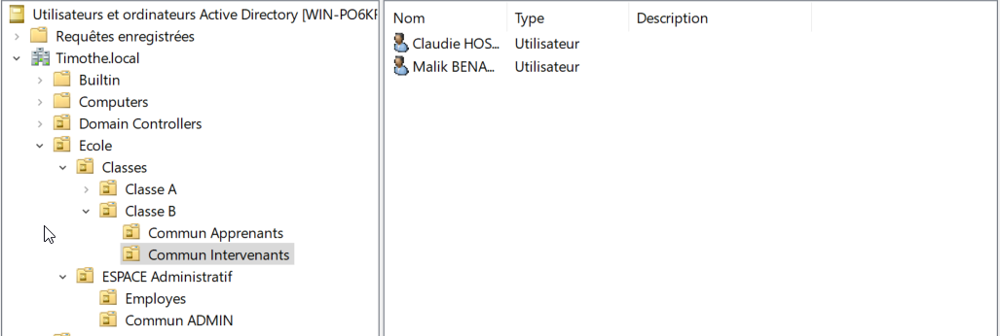 Utilisateurs et ordinateurs Active Directory [WIN-PO6KF
Requêtes enregistrées
Timothe.local
Builtin
Computers
Domain Controllers
Ecole
Classes
Classe A
Classe B
Commun Apprenants
Commun Intervenants
ESPACE Administratif
Employes
Commun ADMIN
Nom Type Description
Claudie HOS... Utilisateur
Malik BENA... Utilisateur